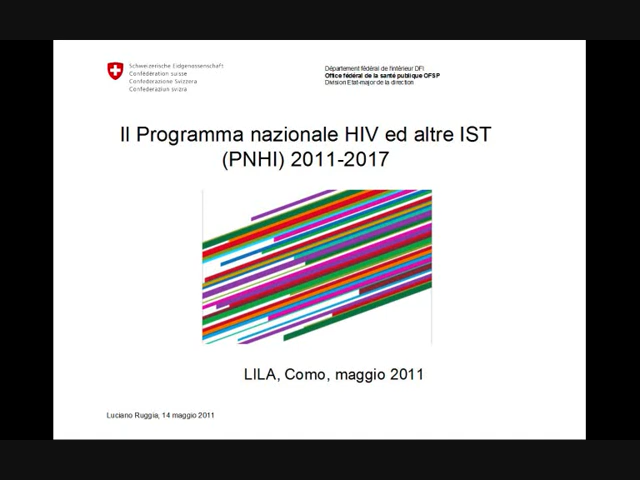 Schweizerische Eidgenossenschaft
Confédération suisse
Confederazione Svizzera
Confederaziun svizra
Département fédéral de l'intérieur DFI
Office fédéral de la santé publique OFSP
Division Etat-major de la direction
Il Programma nazionale HIV ed altre IST
(PNHI) 2011-2017
LILA, Como, maggio 2011
Luciano Ruggia, 14 maggio 2011